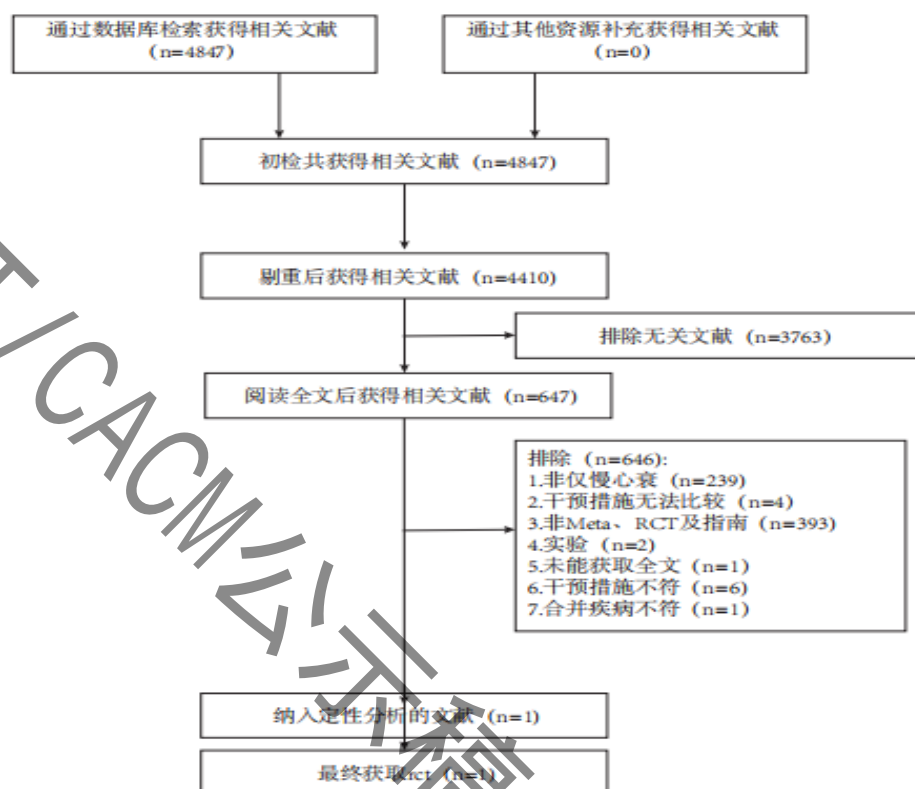 通过数据库检索获得相关文献
(n=4847)
通过其他资源补充获得相关文献
(n=0)
初检共获得相关文献 (n=4847)
剔重后获得相关文献 (n=4410)
排除无关文献 (n=3763)
阅读全文后获得相关文献 (n=647)
排除 (n=646):
1.非仅慢心衰 (n=239)
2.干预措施无法比较 (n=4)
3.非Meta、RCT及指南 (n=393)
4.实验 (n=2)
5.未能获取全文 (n=1)
6.干预措施不符 (n=6)
7.合并疾病不符 (n=1)
纳入定性分析的文献 (n=1)
最终获取rct (n=1)
T / CACM公示稿